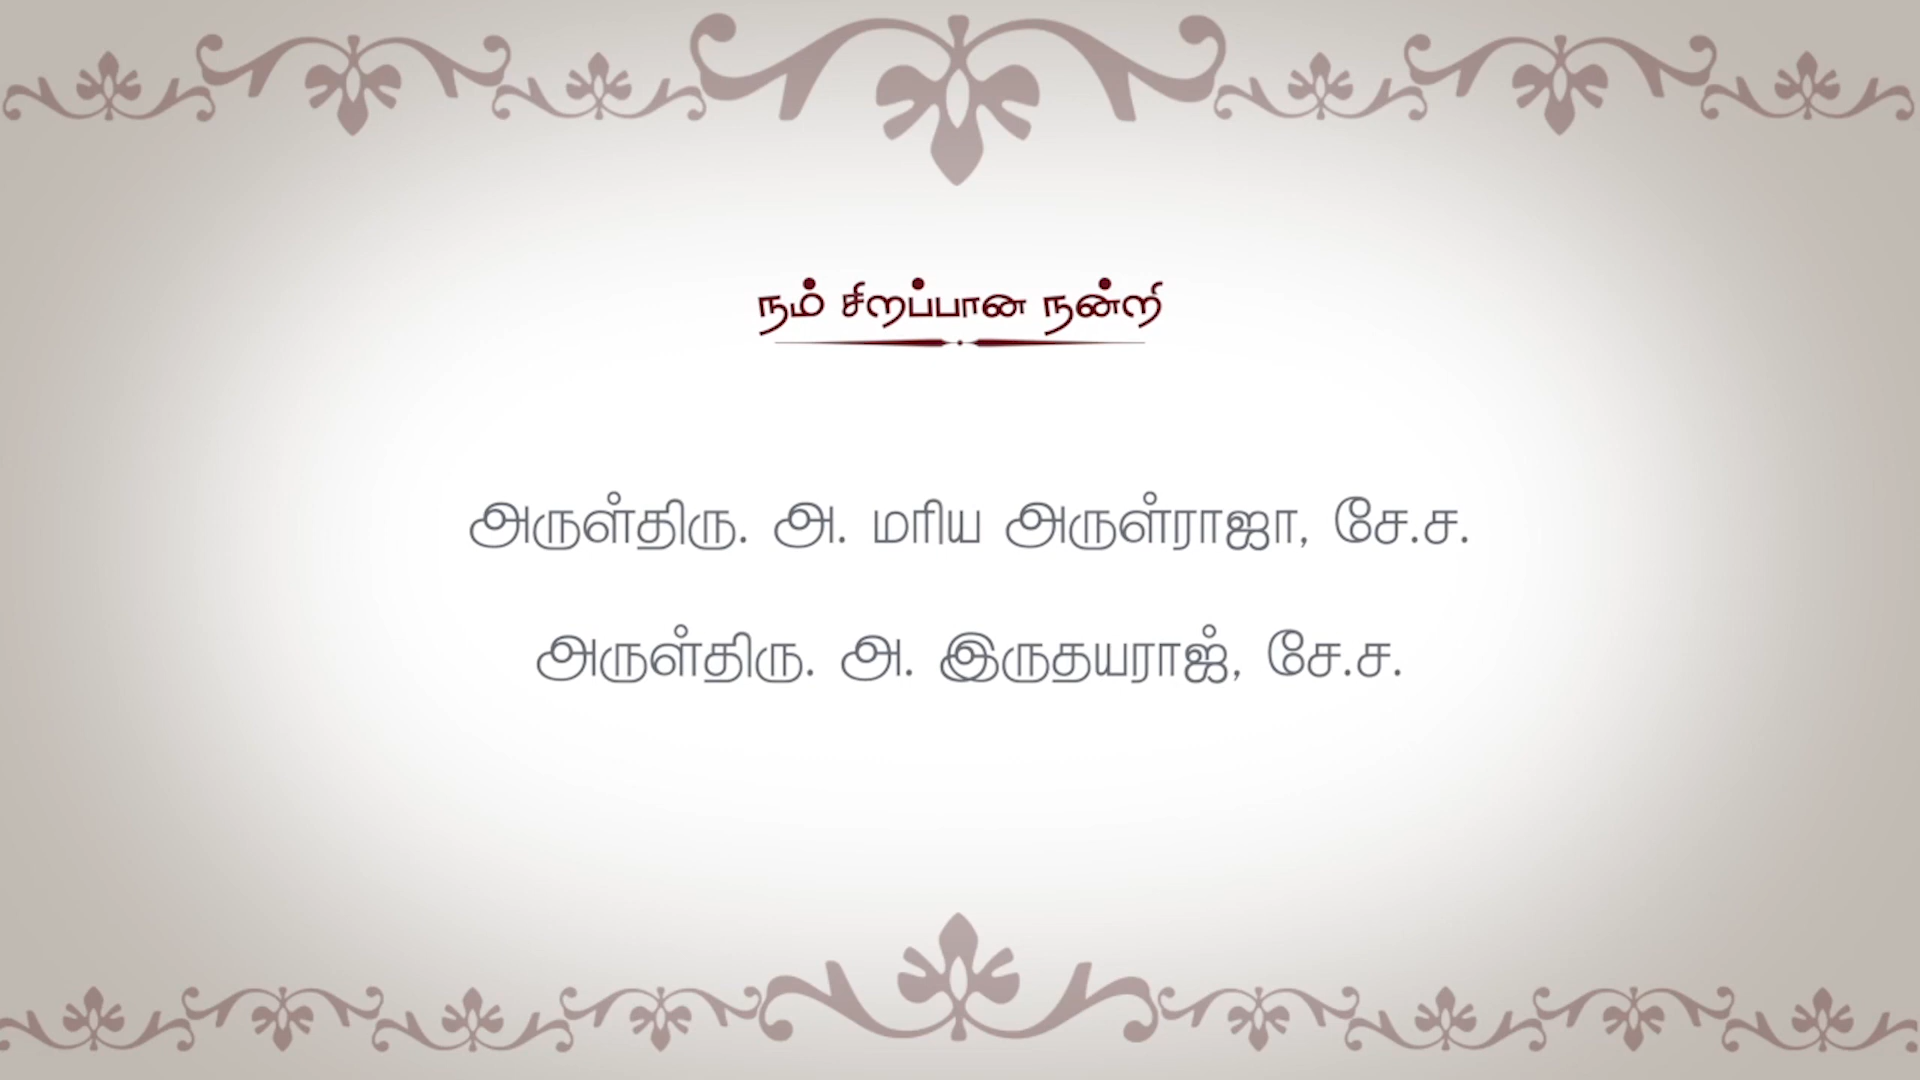 நம் சிறப்பான நன்றி
அருள்திரு. அ. மரிய அருள்ராஜா, சே.ச.
அருள்திரு. அ. இருதயராஜ், சே.ச.